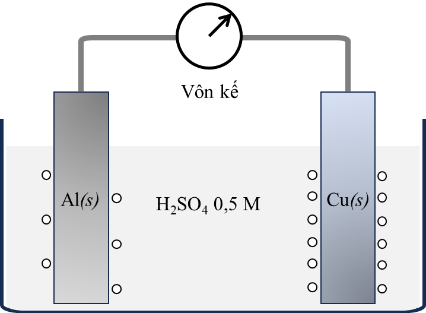 Vôn kế
Al(s)
H₂SO₄ 0,5 M
Cu(s)